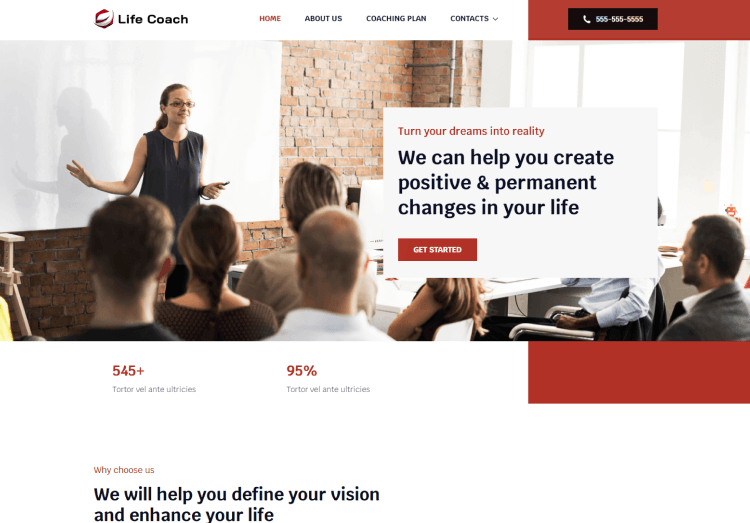 Life Coach
HOME
ABOUT US
COACHING PLAN
CONTACTS
555-555-5555
Turn your dreams into reality
We can help you create
positive & permanent
changes in your life
GET STARTED
545+
95%
Tortor vel ante ultricies
Tortor vel ante ultricies
Why choose us
We will help you define your vision
and enhance your life